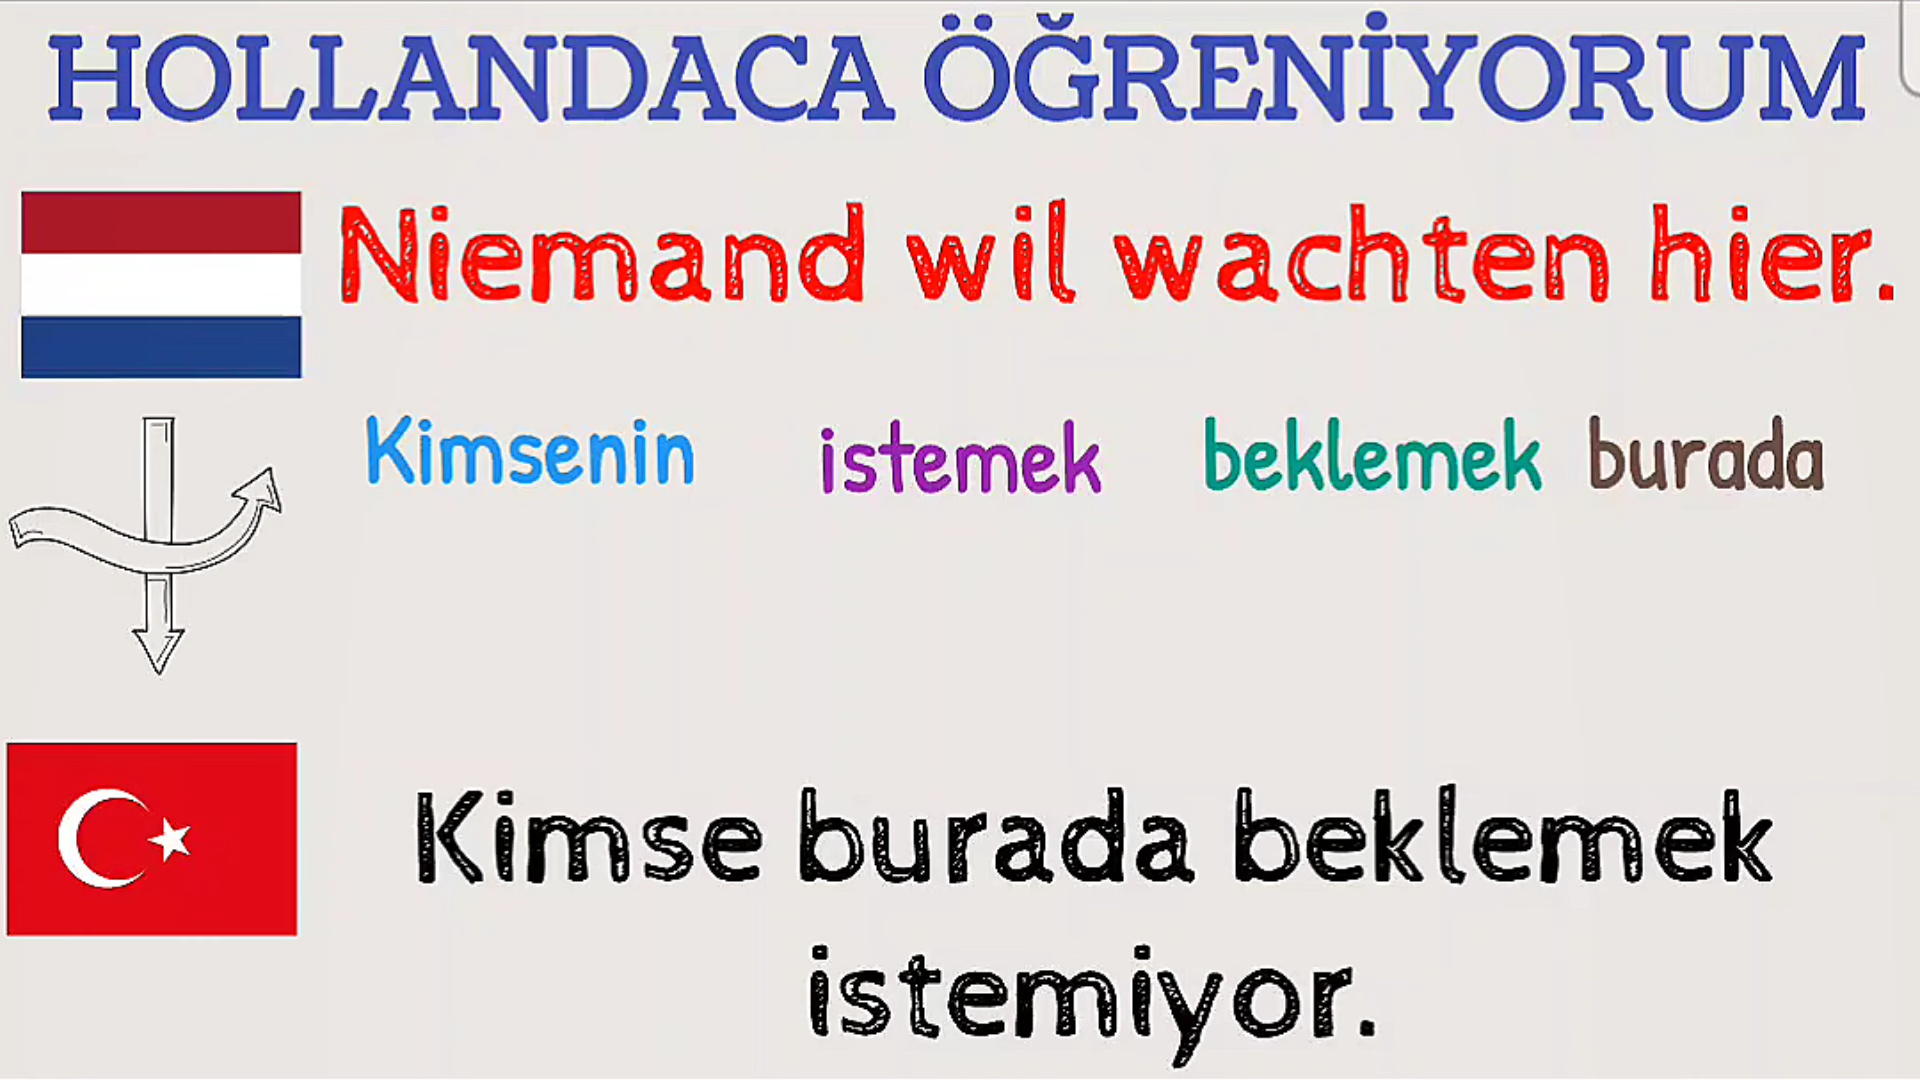 HOLLANDACA ÖĞRENİYORUM
Niemand wil wachten hier.
Kimsenin istemek beklemek burada
Kimse burada beklemek
istemiyor.